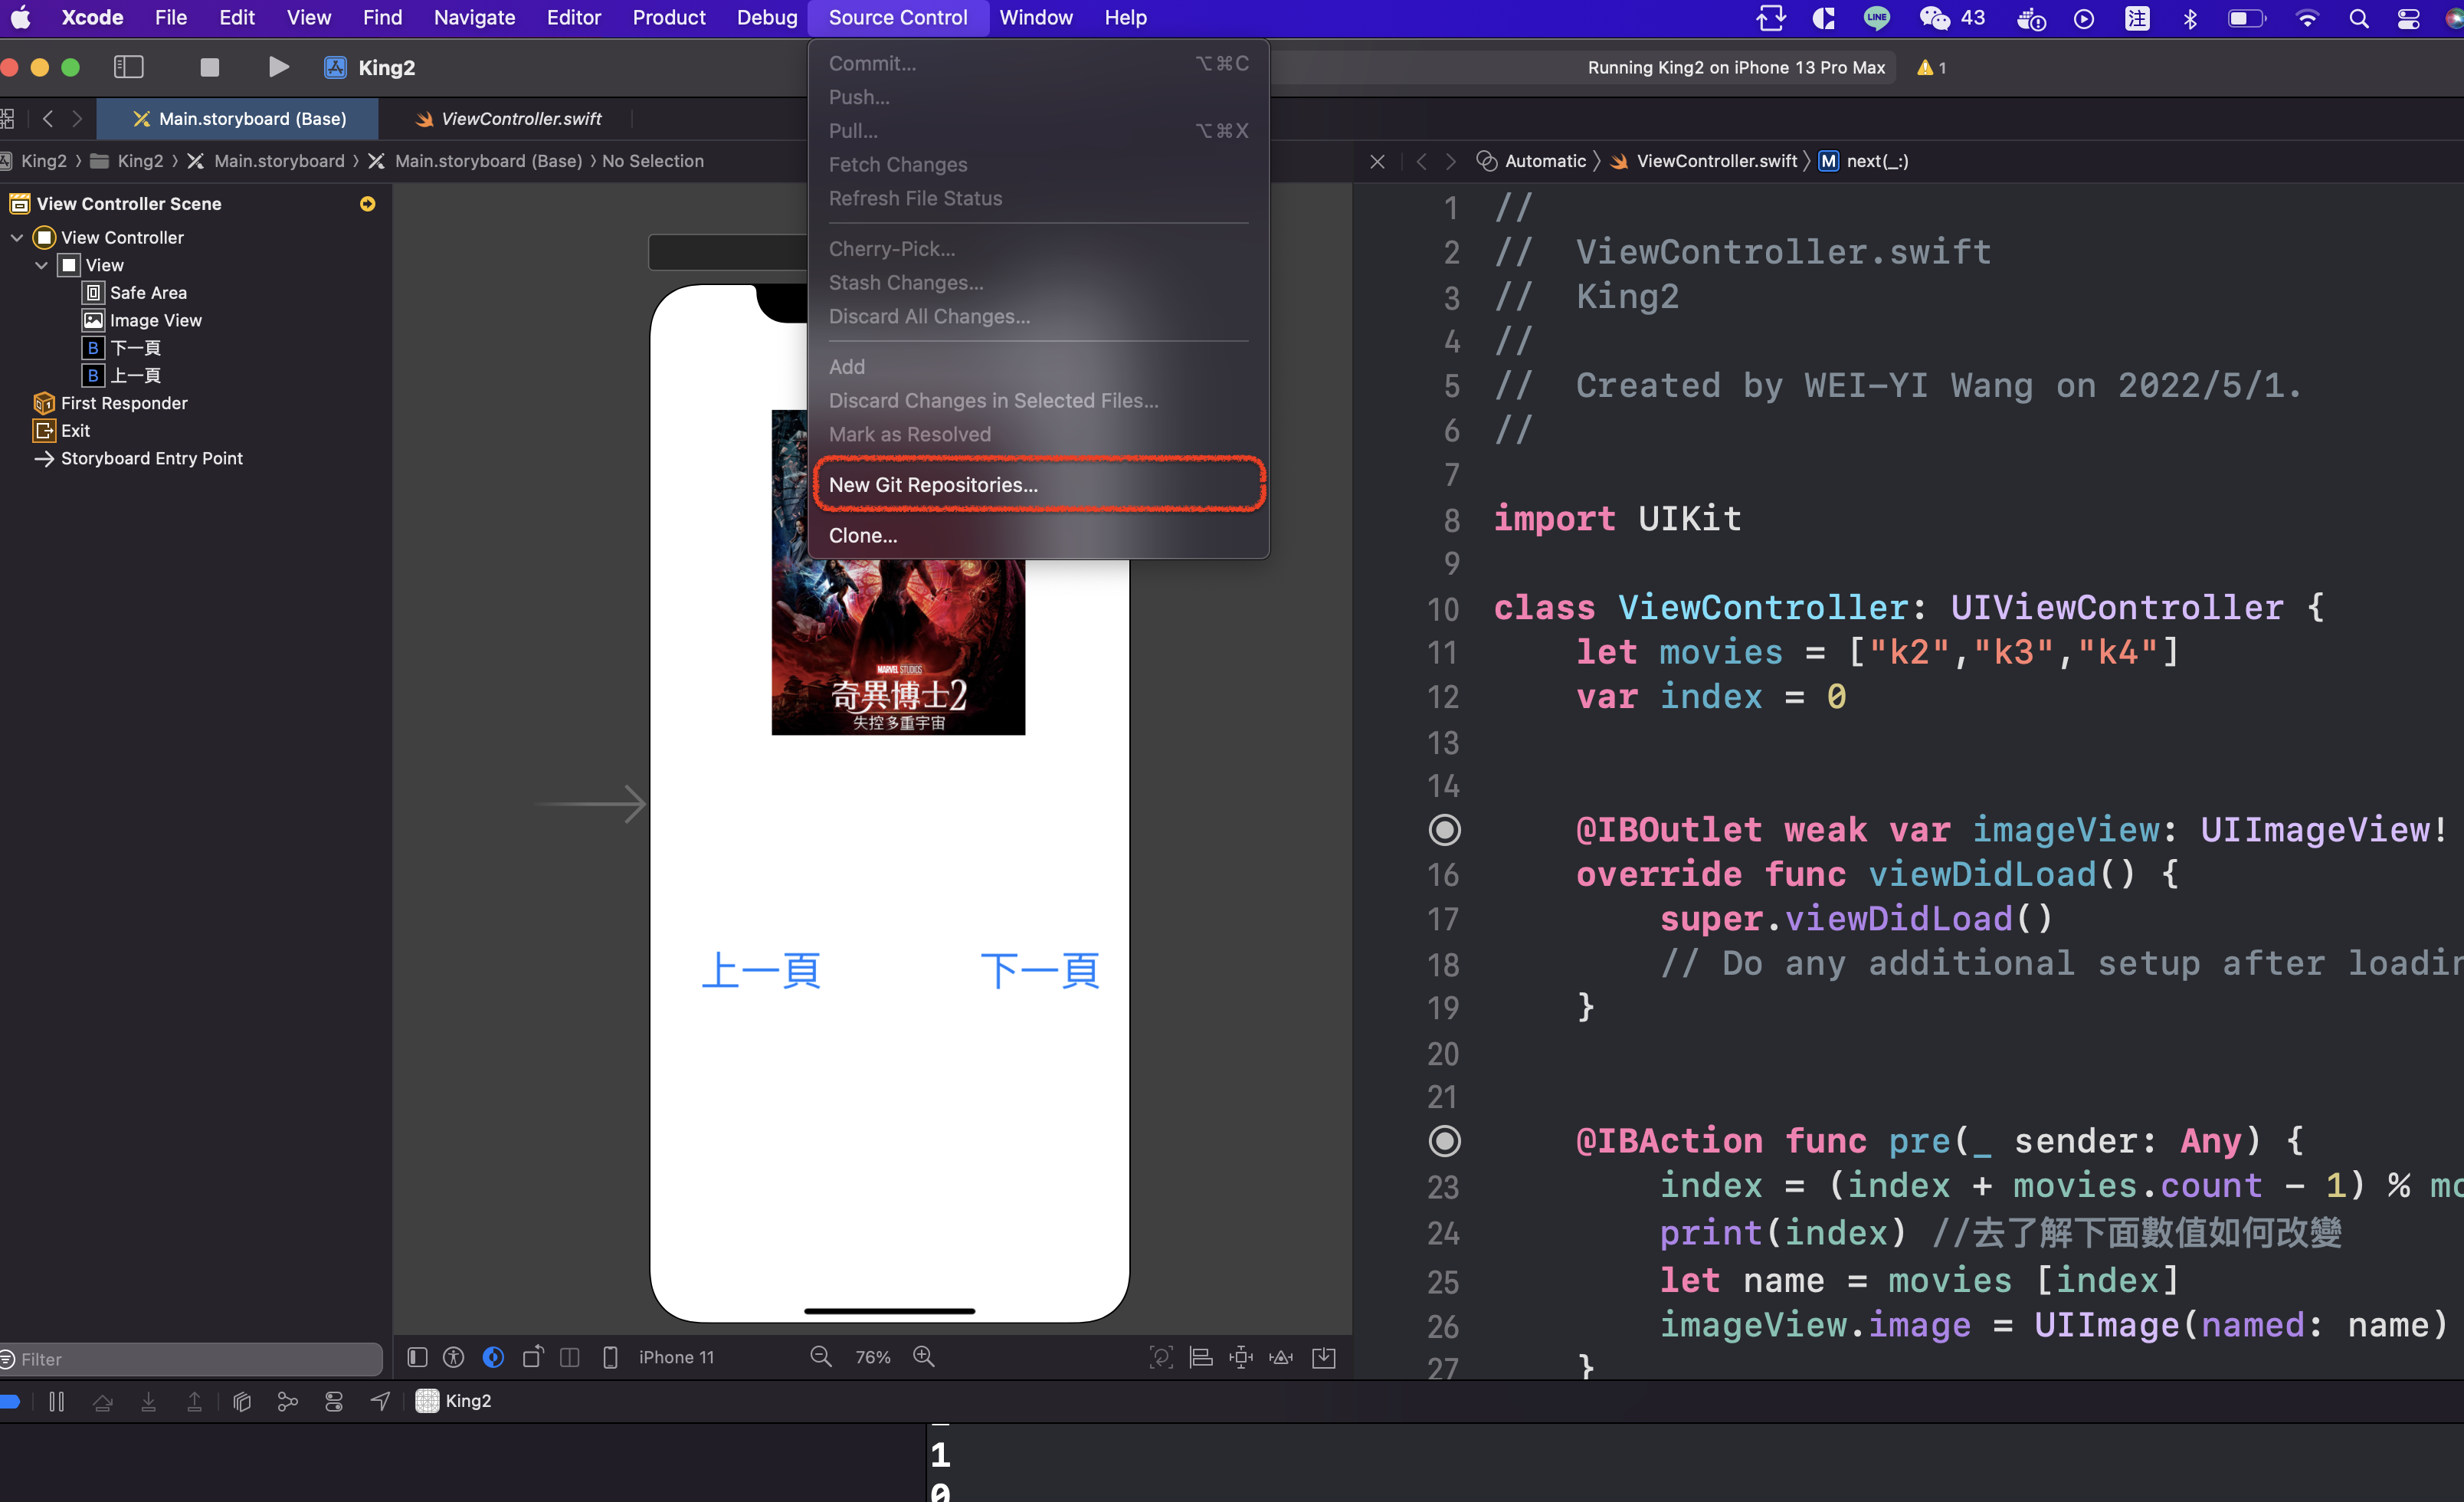 Xcode File Edit View Find Navigate Editor Product Debug Source Control Window Help
LINE 43 注
King2
Running King2 on iPhone 13 Pro Max 1
Main.storyboard (Base)
ViewController.swift
King2 〉 King2 〉 Main.storyboard 〉 Main.storyboard (Base) 〉 No Selection
View Controller Scene
View Controller
View
Safe Area
Image View
B 下一頁
B 上一頁
First Responder
Exit
Storyboard Entry Point
Filter
Commit... ⌥⌘C
Push...
Pull... ⌥⌘X
Fetch Changes
Refresh File Status
Cherry-Pick...
Stash Changes...
Discard All Changes...
Add
Discard Changes in Selected Files...
Mark as Resolved
New Git Repositories...
Clone...
MARVEL STUDIOS
奇異博士2
失控多重宇宙
上一頁 下一頁
iPhone 11 76%
Automatic 〉 ViewController.swift 〉 M next(_:)
1 //
2 //  ViewController.swift
3 //  King2
4 //
5 //  Created by WEI-YI Wang on 2022/5/1.
6 //
7
8 import UIKit
9
10 class ViewController: UIViewController {
11     let movies = ["k2","k3","k4"]
12     var index = 0
13
14
@IBOutlet weak var imageView: UIImageView!
16     override func viewDidLoad() {
17         super.viewDidLoad()
18         // Do any additional setup after loadin
19     }
20
21
@IBAction func pre(_ sender: Any) {
23         index = (index + movies.count - 1) % mo
24         print(index) //去了解下面數值如何改變
25         let name = movies [index]
26         imageView.image = UIImage(named: name)
27     }
King2
1
0